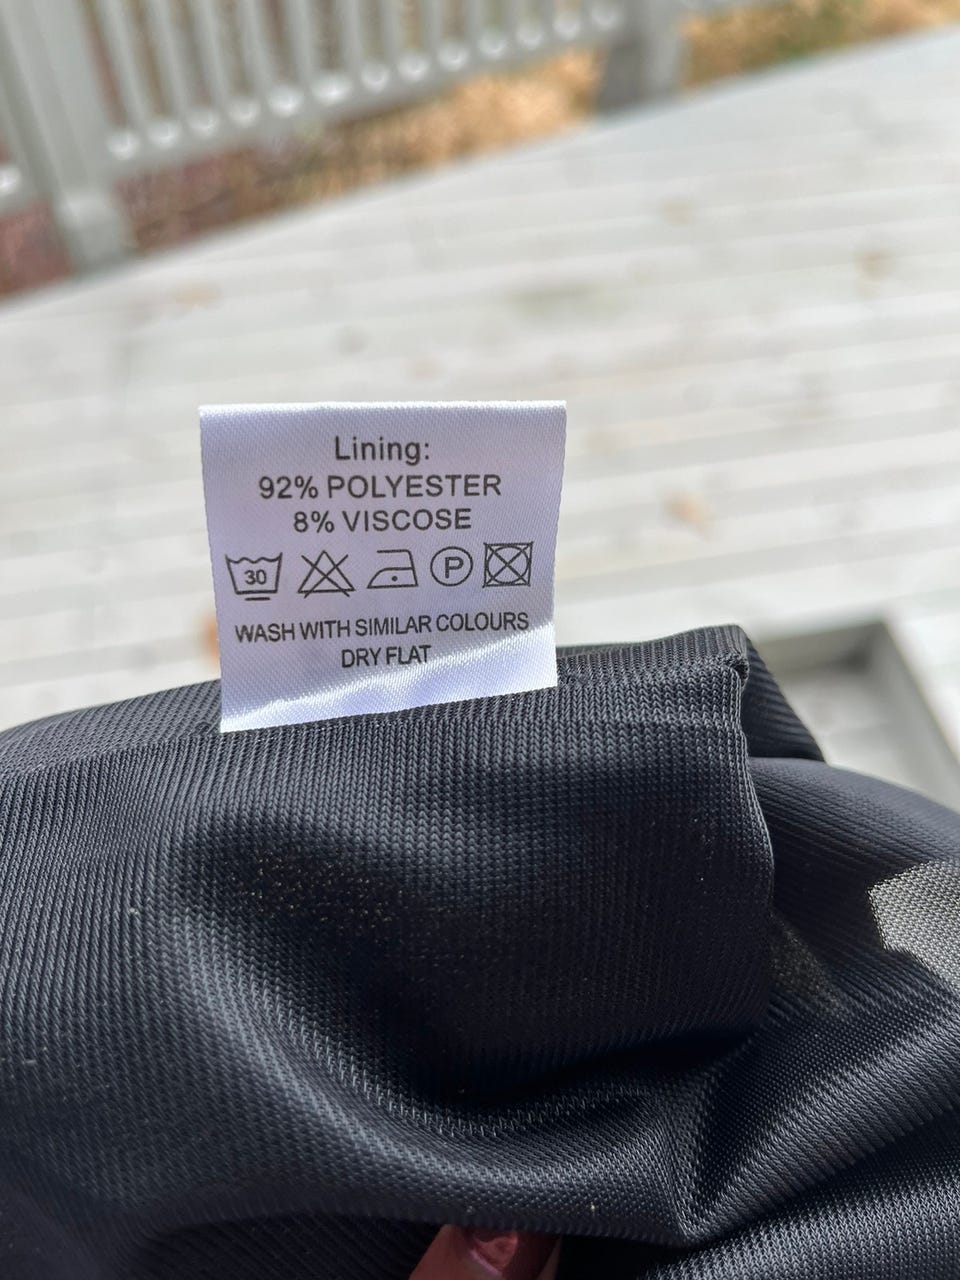 Lining:
92% POLYESTER
8% VISCOSE
30 P
WASH WITH SIMILAR COLOURS
DRY FLAT